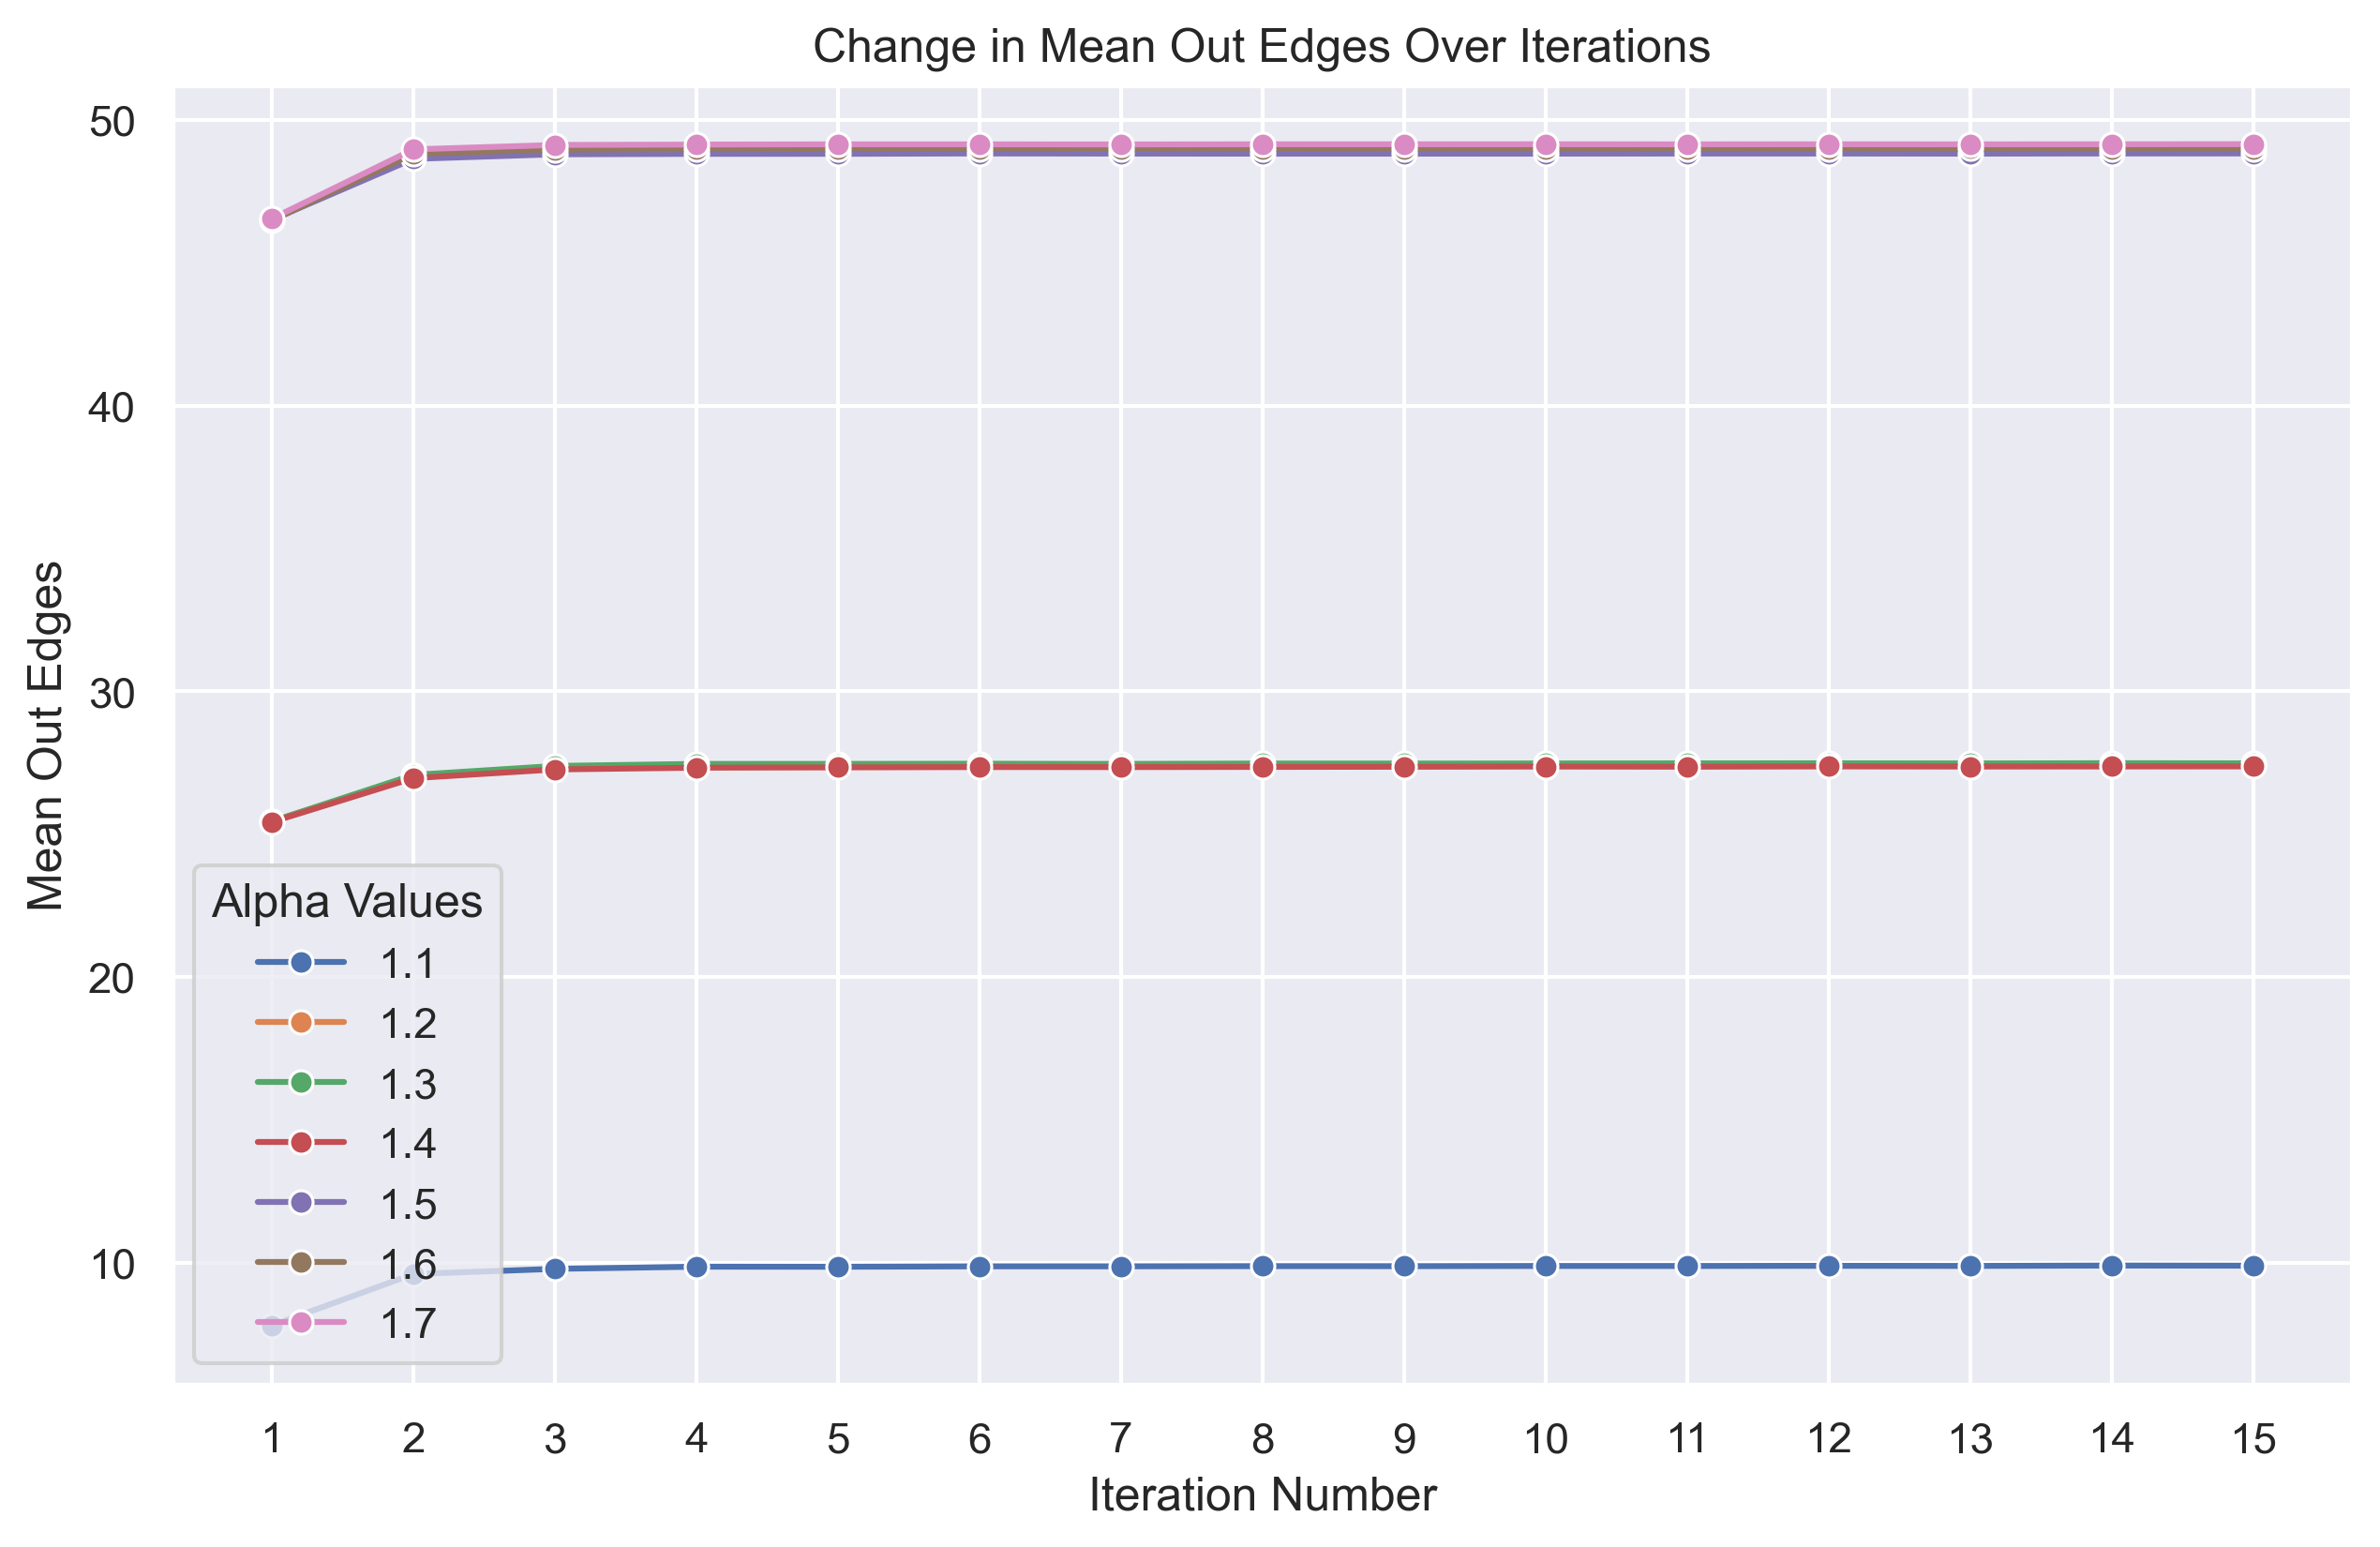 Change in Mean Out Edges Over Iterations
50
40
30
20
10
Mean Out Edges
Alpha Values
1.1
1.2
1.3
1.4
1.5
1.6
1.7
1 2 3 4 5 6 7 8 9 10 11 12 13 14 15
Iteration Number